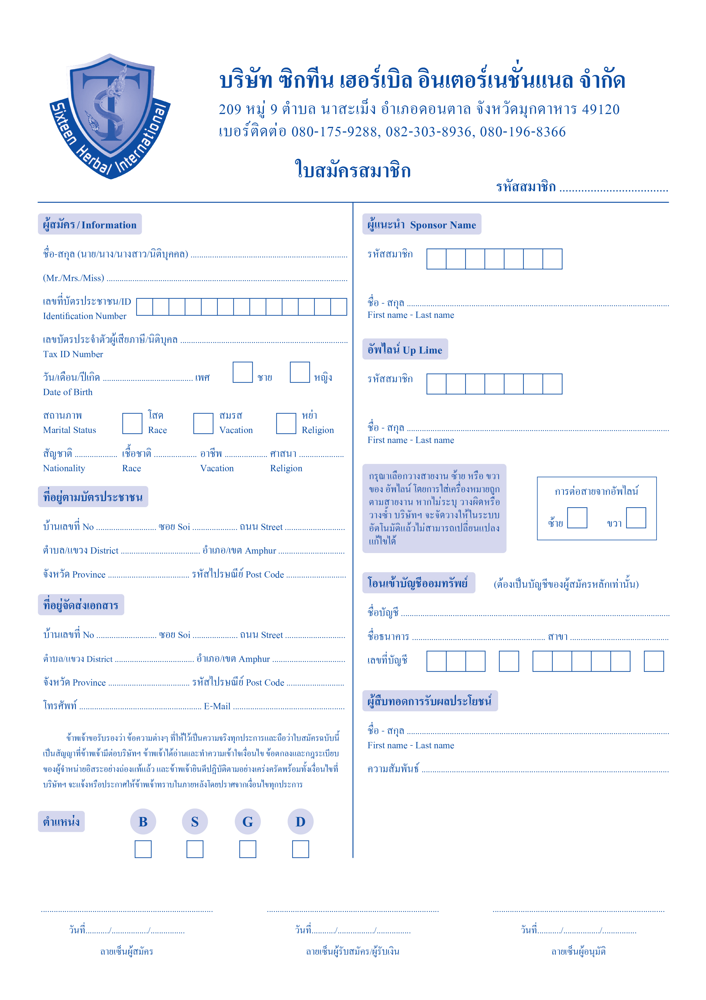 Sixteen Herbal International
บริษัท ซิกทีน เฮอร์เบิล อินเตอร์เนชั่นแนล จำกัด
209 หมู่ 9 ตำบล นาสะเม็ง อำเภอดอนตาล จังหวัดมุกดาหาร 49120
เบอร์ติดต่อ 080-175-9288, 082-303-8936, 080-196-8366
ใบสมัครสมาชิก
รหัสสมาชิก ...................................
ผู้สมัคร / Information
ชื่อ-สกุล (นาย/นาง/นางสาว/นิติบุคคล) ..........................................................................
(Mr./Mrs./Miss) ..................................................................................................................
เลขที่บัตรประชาชน/ID
Identification Number
เลขบัตรประจำตัวผู้เสียภาษี/นิติบุคล ...............................................................................
Tax ID Number
วัน/เดือน/ปีเกิด .......................................... เพศ ชาย หญิง
Date of Birth
สถานภาพ โสด สมรส หย่า
Marital Status Race Vacation Religion
สัญชาติ .................... เชื้อชาติ .................... อาชีพ .................... ศาสนา .....................
Nationality Race Vacation Religion
ที่อยู่ตามบัตรประชาชน
บ้านเลขที่ No ............................ ซอย Soi ..................... ถนน Street ............................
ตำบล/แขวง District ..................................... อำเภอ/เขต Amphur ...............................
จังหวัด Province ...................................... รหัสไปรษณีย์ Post Code ............................
ที่อยู่จัดส่งเอกสาร
บ้านเลขที่ No ............................ ซอย Soi ..................... ถนน Street ............................
ตำบล/แขวง District ..................................... อำเภอ/เขต Amphur ..................................
จังหวัด Province ...................................... รหัสไปรษณีย์ Post Code ...........................
โทรศัพท์ ......................................................... E-Mail ....................................................
ข้าพเจ้าขอรับรองว่า ข้อความต่างๆ ที่ให้ไว้เป็นความจริงทุกประการและถือว่าใบสมัครฉบับนี้
เป็นสัญญาที่ข้าพเจ้ามีต่อบริษัทฯ ข้าพเจ้าได้อ่านและทำความเข้าใจเงื่อนไข ข้อตกลงและกฎระเบียบ
ของผู้จำหน่ายอิสระอย่างถ่องแท้แล้ว และข้าพเจ้ายินดีปฏิบัติตามอย่างเคร่งครัดพร้อมทั้งเงื่อนไขที่
บริษัทฯ จะแจ้งหรือประกาศให้ข้าพเจ้าทราบในภายหลังโดยปราศจากเงื่อนไขทุกประการ
ตำแหน่ง B S G D
ผู้แนะนำ Sponsor Name
รหัสสมาชิก
ชื่อ - สกุล ............................................................................................................................
First name - Last name
อัพไลน์ Up Lime
รหัสสมาชิก
ชื่อ - สกุล ............................................................................................................................
First name - Last name
กรุณาเลือกวางสายงาน ซ้าย หรือ ขวา
ของ อัพไลน์ โดยการใส่เครื่องหมายถูก
ตามสายงาน หากไม่ระบุ วางผิดหรือ
วางซ้ำ บริษัทฯ จะจัดวางให้ในระบบ
อัตโนมัติแล้วไม่สามารถเปลี่ยนแปลง
แก้ไขได้
การต่อสายจากอัพไลน์
ซ้าย ขวา
โอนเข้าบัญชีออมทรัพย์ (ต้องเป็นบัญชีของผู้สมัครหลักเท่านั้น)
ชื่อบัญชี ...............................................................................................................................
ชื่อธนาคาร ............................................................... สาขา ...............................................
เลขที่บัญชี
ผู้สืบทอดการรับผลประโยชน์
ชื่อ - สกุล ............................................................................................................................
First name - Last name
ความสัมพันธ์ .....................................................................................................................
.................................................................................. .................................................................................. ..................................................................................
วันที่.........../................./................ วันที่.........../................./................ วันที่.........../................./................
ลายเซ็นผู้สมัคร ลายเซ็นผู้รับสมัคร/ผู้รับเงิน ลายเซ็นผู้อนุมัติ